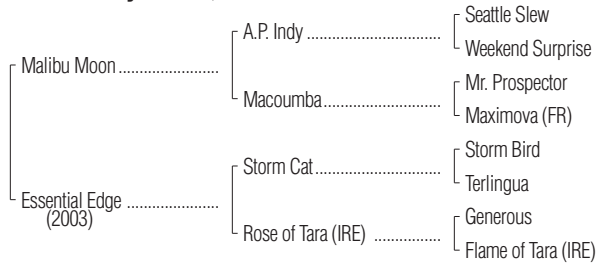 Seattle Slew
A.P. Indy ..............................
Weekend Surprise
Malibu Moon ......................
Mr. Prospector
Macoumba ..............................
Maximova (FR)
Storm Bird
Storm Cat ..............................
Terlingua
Essential Edge ....................
(2003)
Generous
Rose of Tara (IRE) ................
Flame of Tara (IRE)